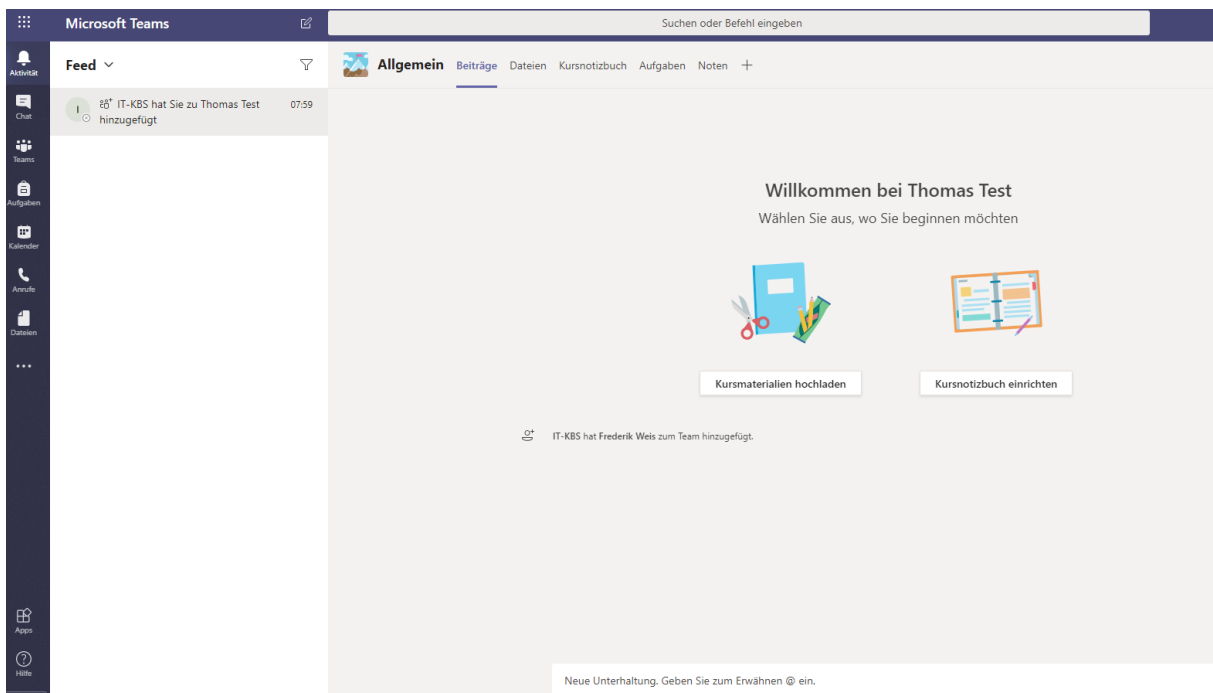 Microsoft Teams
Suchen oder Befehl eingeben
Aktivität
Chat
Teams
Aufgaben
Kalender
Anrufe
Dateien
Apps
Hilfe
Feed
IT-KBS hat Sie zu Thomas Test 07:59
hinzugefügt
Allgemein Beiträge Dateien Kursnotizbuch Aufgaben Noten
Willkommen bei Thomas Test
Wählen Sie aus, wo Sie beginnen möchten
Kursmaterialien hochladen Kursnotizbuch einrichten
IT-KBS hat Frederik Weis zum Team hinzugefügt.
Neue Unterhaltung. Geben Sie zum Erwähnen @ ein.